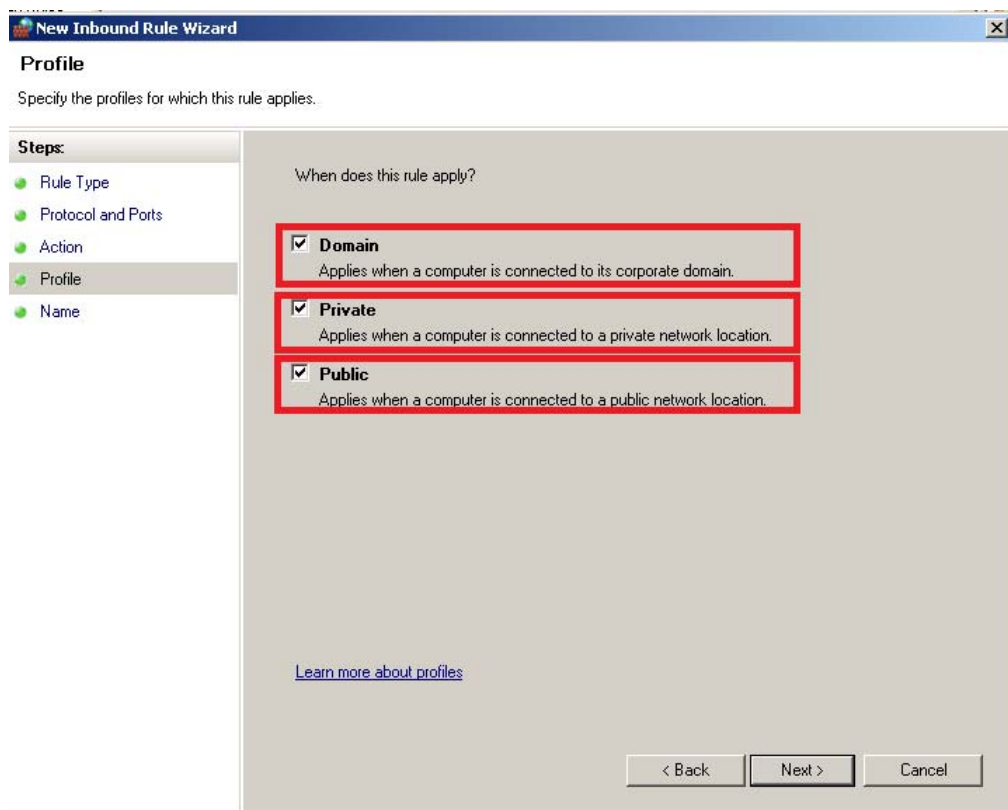 New Inbound Rule Wizard
Profile
Specify the profiles for which this rule applies.
Steps:
Rule Type
Protocol and Ports
Action
Profile
Name
When does this rule apply?
Domain
Applies when a computer is connected to its corporate domain.
Private
Applies when a computer is connected to a private network location.
Public
Applies when a computer is connected to a public network location.
Learn more about profiles
< Back
Next >
Cancel